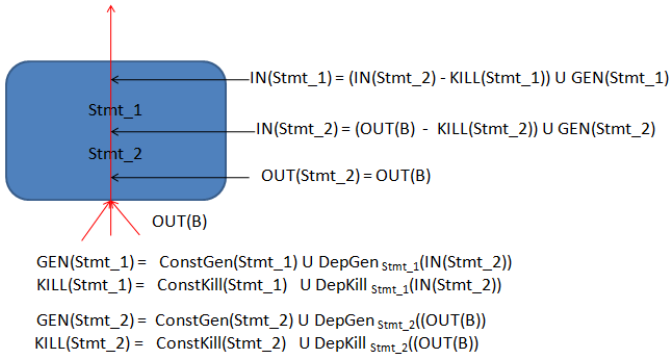 IN(Stmt_1) = (IN(Stmt_2) - KILL(Stmt_1)) U GEN(Stmt_1)
Stmt_1
IN(Stmt_2) = (OUT(B) - KILL(Stmt_2)) U GEN(Stmt_2)
Stmt_2
OUT(Stmt_2) = OUT(B)
OUT(B)
GEN(Stmt_1) = ConstGen(Stmt_1) U DepGen Stmt_1(IN(Stmt_2))
KILL(Stmt_1) = ConstKill(Stmt_1) U DepKill Stmt_1(IN(Stmt_2))
GEN(Stmt_2) = ConstGen(Stmt_2) U DepGen Stmt_2((OUT(B))
KILL(Stmt_2) = ConstKill(Stmt_2) U DepKill Stmt_2((OUT(B))